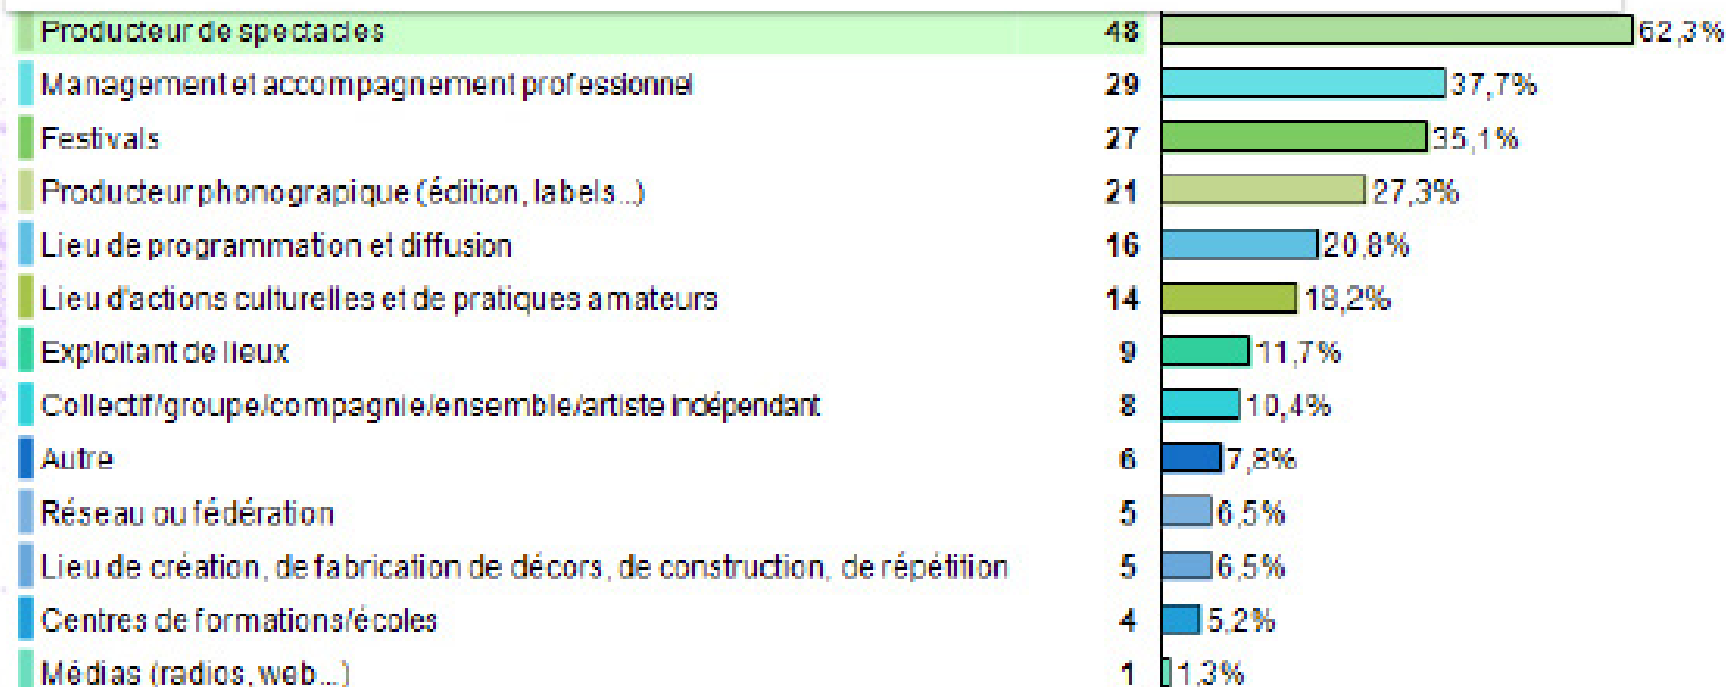 Producteur de spectacles 48 62,3%
Management et accompagnement professionnel 29 37,7%
Festivals 27 35,1%
Producteur phonograpique (édition, labels...) 21 27,3%
Lieu de programmation et diffusion 16 20,8%
Lieu d'actions culturelles et de pratiques amateurs 14 18,2%
Exploitant de lieux 9 11,7%
Collectif/groupe/compagnie/ensemble/artiste indépendant 8 10,4%
Autre 6 7,8%
Réseau ou fédération 5 6,5%
Lieu de création, de fabrication de décors, de construction, de répétition 5 6,5%
Centres de formations/écoles 4 5,2%
Médias (radios, web...) 1 1,3%